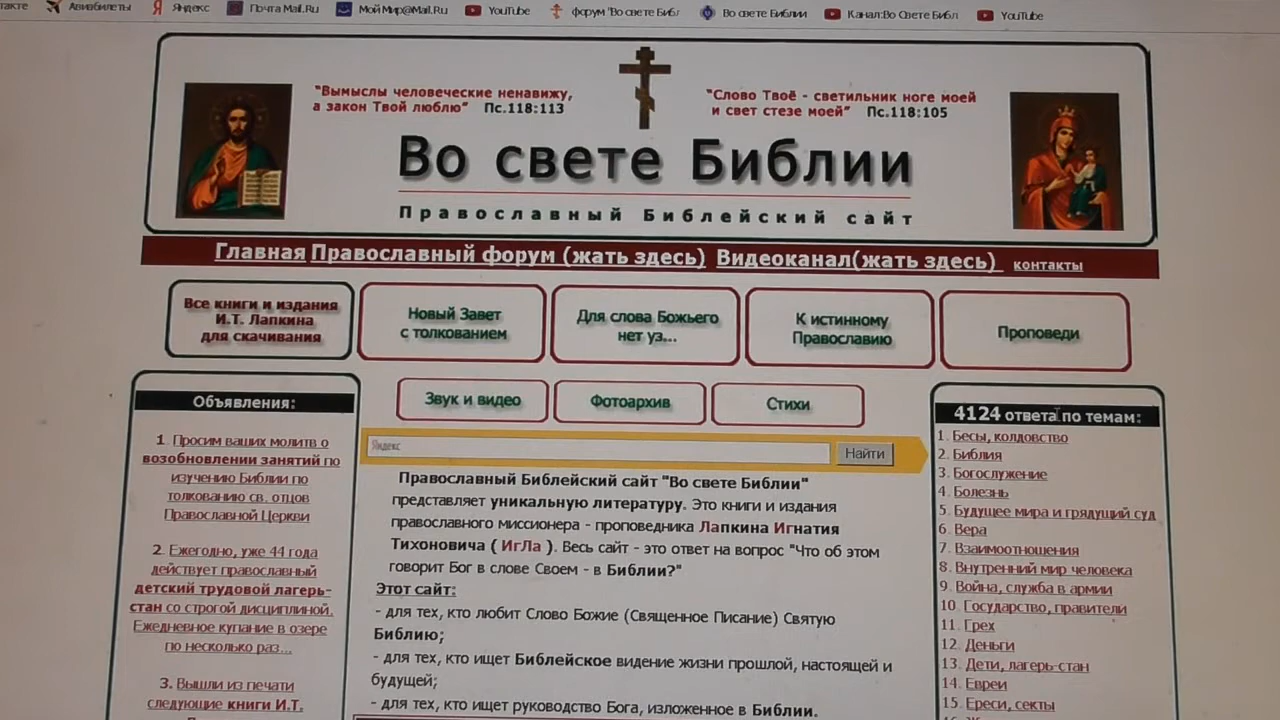 такте Авиабилеты Яндекс Почта Mail.Ru Мой Мир@Mail.Ru YouTube форум "Во свете Библ Во свете Библии Канал:Во Свете Библ YouTube
"Вымыслы человеческие ненавижу,
а закон Твой люблю" Пс.118:113
"Слово Твоё - светильник ноге моей
и свет стезе моей" Пс.118:105
Во свете Библии
Православный Библейский сайт
Главная Православный форум (жать здесь) Видеоканал(жать здесь) контакты
Все книги и издания
И.Т. Лапкина
для скачивания
Новый Завет
с толкованием
Для слова Божьего
нет уз...
К истинному
Православию
Проповеди
Звук и видео
Фотоархив
Стихи
Объявления:
1. Просим ваших молитв о
возобновлении занятий по
изучению Библии по
толкованию св. отцов
Православной Церкви
2. Ежегодно, уже 44 года
действует православный
детский трудовой лагерь-
стан со строгой дисциплиной.
Ежедневное купание в озере
по несколько раз...
3. Вышли из печати
следующие книги И.Т.
Яндекс
Найти
Православный Библейский сайт "Во свете Библии"
представляет уникальную литературу. Это книги и издания
православного миссионера - проповедника Лапкина Игнатия
Тихоновича ( ИгЛа ). Весь сайт - это ответ на вопрос "Что об этом
говорит Бог в слове Своем - в Библии?"
Этот сайт:
- для тех, кто любит Слово Божие (Священное Писание) Святую
Библию;
- для тех, кто ищет Библейское видение жизни прошлой, настоящей и
будущей;
- для тех, кто ищет руководство Бога, изложенное в Библии.
4124 ответа по темам:
1. Бесы, колдовство
2. Библия
3. Богослужение
4. Болезнь
5. Будущее мира и грядущий суд
6. Вера
7. Взаимоотношения
8. Внутренний мир человека
9. Война, служба в армии
10. Государство, правители
11. Грех
12. Деньги
13. Дети, лагерь-стан
14. Евреи
15. Ереси, секты